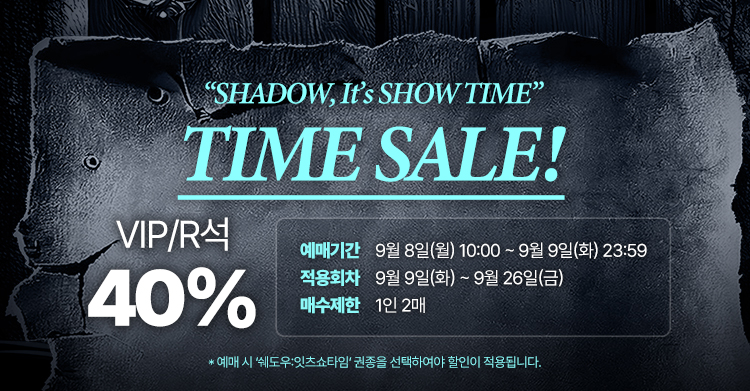 “SHADOW, It’s SHOW TIME”
TIME SALE!
VIP/R석
40%
예매기간 9월 8일(월) 10:00 ~ 9월 9일(화) 23:59
적용회차 9월 9일(화) ~ 9월 26일(금)
매수제한 1인 2매
* 예매 시 ‘쉐도우:잇츠쇼타임’ 권종을 선택하여야 할인이 적용됩니다.